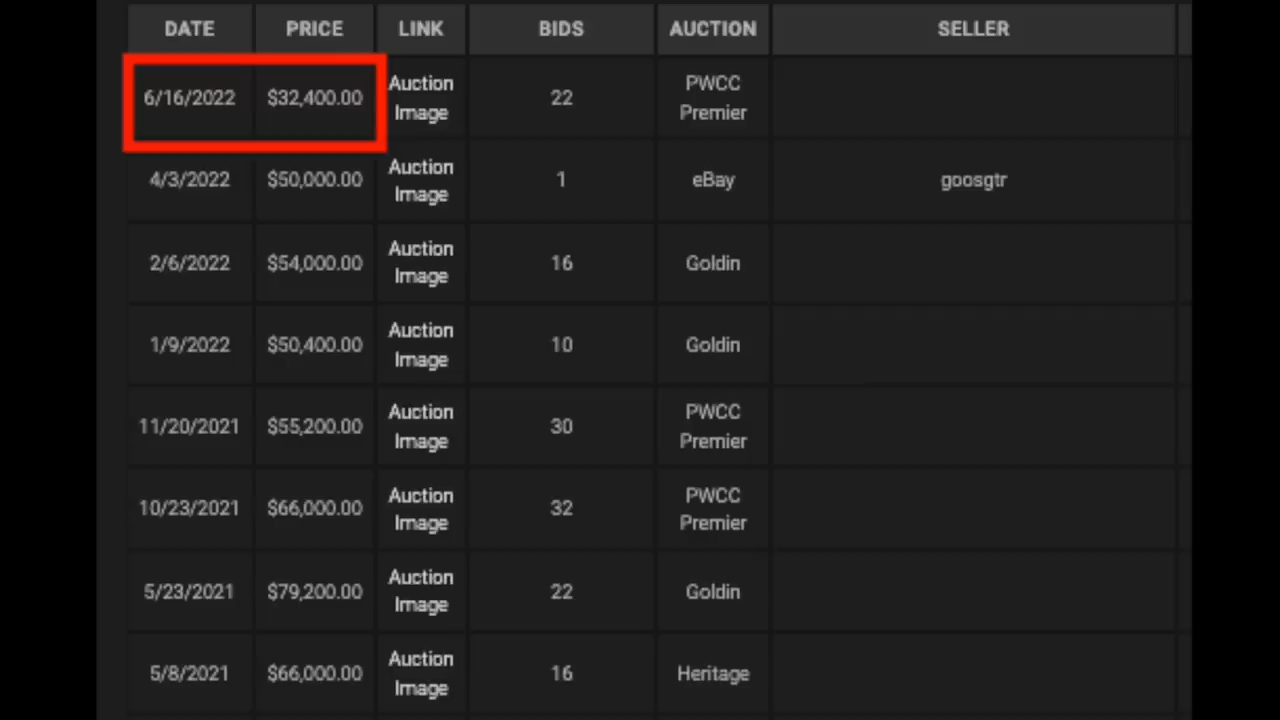 DATE PRICE LINK BIDS AUCTION SELLER
6/16/2022 $32,400.00 Auction Image 22 PWCC Premier
4/3/2022 $50,000.00 Auction Image 1 eBay goosgtr
2/6/2022 $54,000.00 Auction Image 16 Goldin
1/9/2022 $50,400.00 Auction Image 10 Goldin
11/20/2021 $55,200.00 Auction Image 30 PWCC Premier
10/23/2021 $66,000.00 Auction Image 32 PWCC Premier
5/23/2021 $79,200.00 Auction Image 22 Goldin
5/8/2021 $66,000.00 Auction Image 16 Heritage